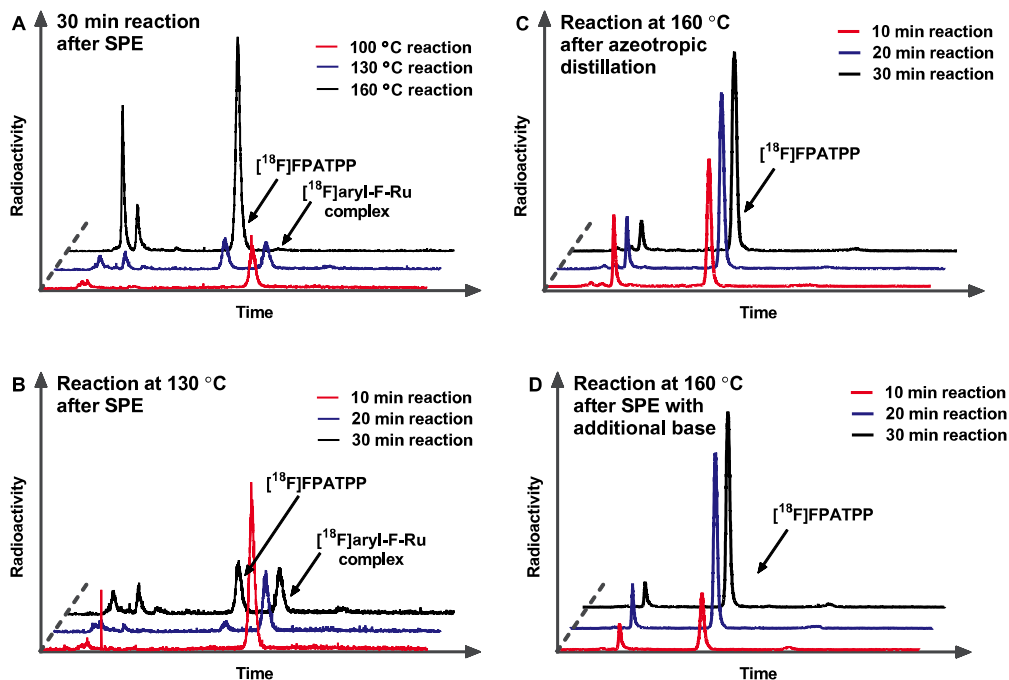 A
30 min reaction
after SPE
100 °C reaction
130 °C reaction
160 °C reaction
[¹⁸F]FPATPP
[¹⁸F]aryl-F-Ru
complex
Radioactivity
Time
C
Reaction at 160 °C
after azeotropic
distillation
10 min reaction
20 min reaction
30 min reaction
[¹⁸F]FPATPP
Radioactivity
Time
B
Reaction at 130 °C
after SPE
10 min reaction
20 min reaction
30 min reaction
[¹⁸F]FPATPP
[¹⁸F]aryl-F-Ru
complex
Radioactivity
Time
D
Reaction at 160 °C
after SPE with
additional base
10 min reaction
20 min reaction
30 min reaction
[¹⁸F]FPATPP
Radioactivity
Time